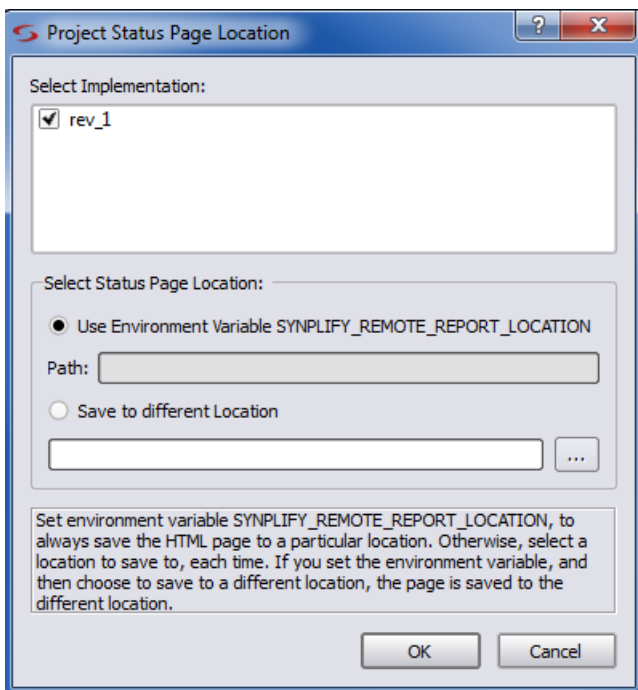 Project Status Page Location
?
X
Select Implementation:
rev_1
Select Status Page Location:
Use Environment Variable SYNPLIFY_REMOTE_REPORT_LOCATION
Path:
Save to different Location
...
Set environment variable SYNPLIFY_REMOTE_REPORT_LOCATION, to
always save the HTML page to a particular location. Otherwise, select a
location to save to, each time. If you set the environment variable, and
then choose to save to a different location, the page is saved to the
different location.
OK
Cancel